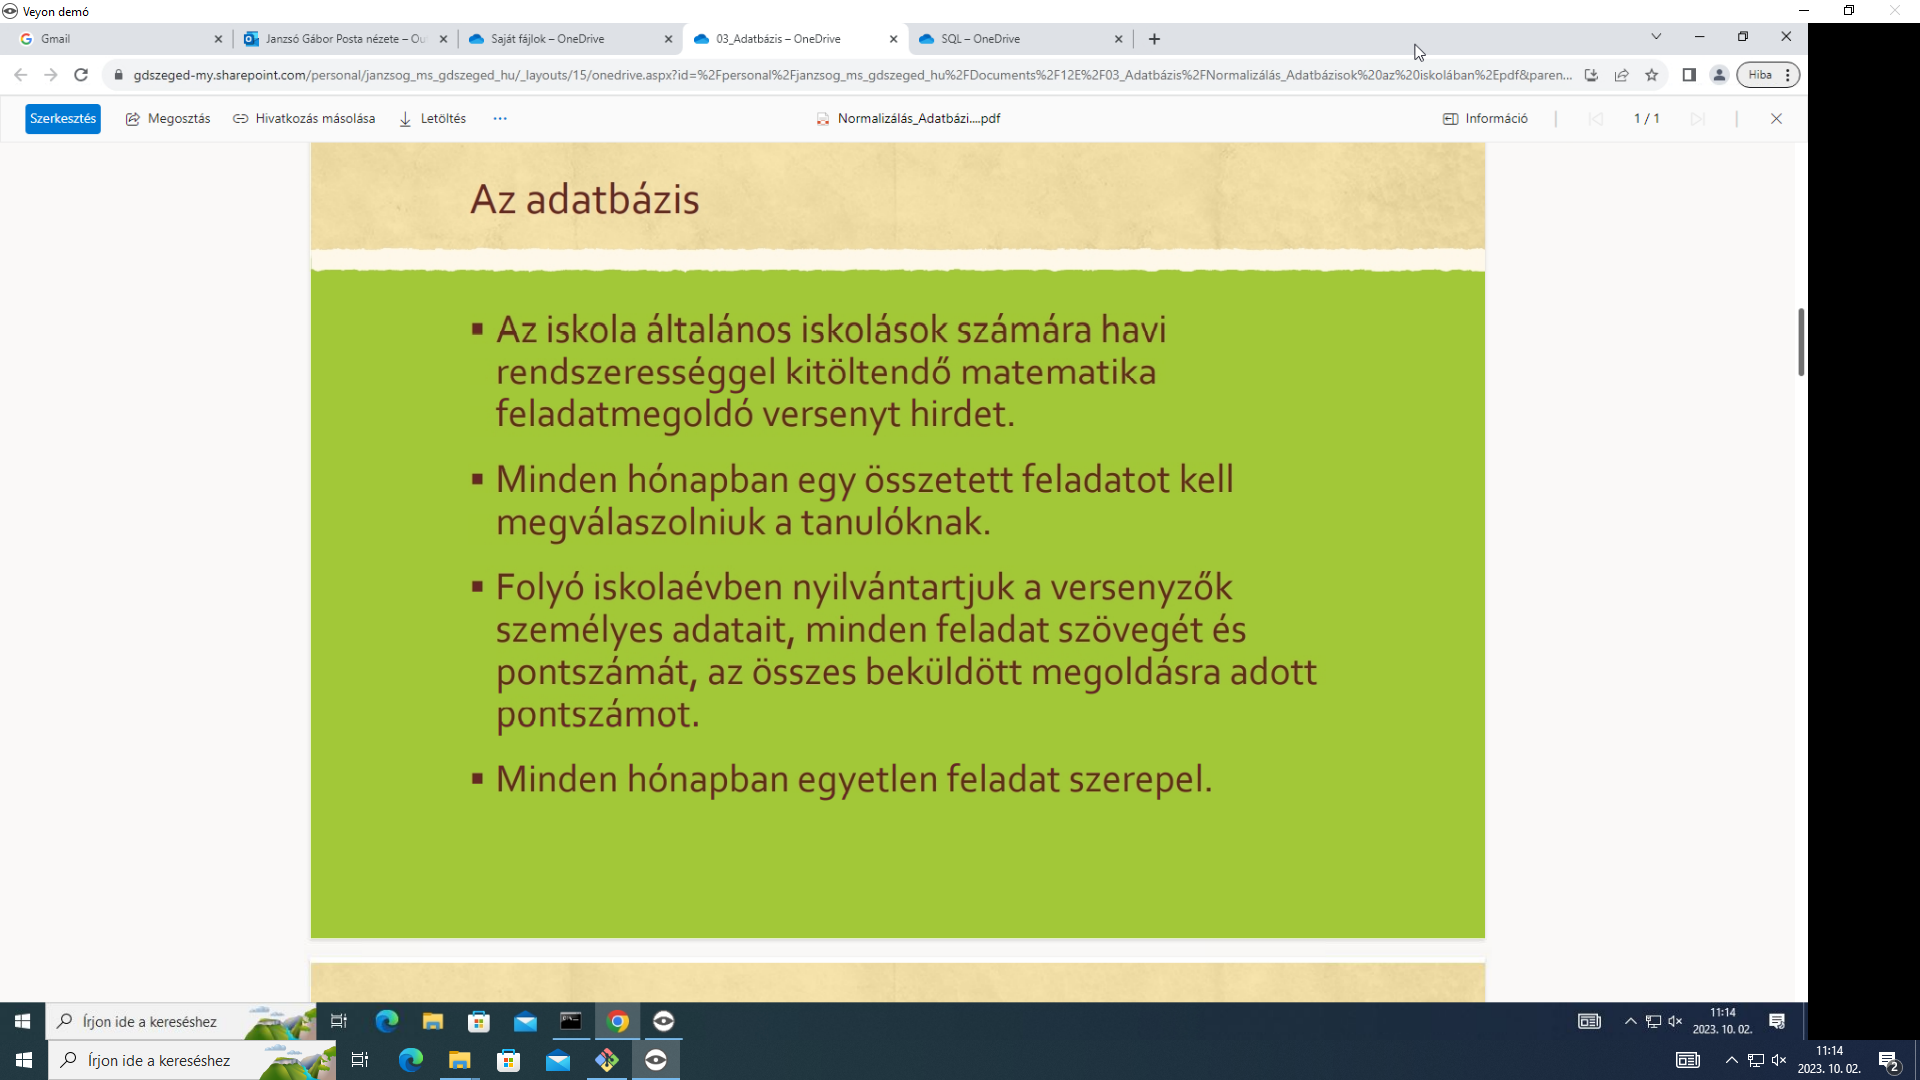 Veyon demó
Gmail
Janzsó Gábor Posta nézete – Ou
Saját fájlok – OneDrive
03_Adatbázis – OneDrive
SQL – OneDrive
gdszeged-my.sharepoint.com/personal/janzsog_ms_gdszeged_hu/_layouts/15/onedrive.aspx?id=%2Fpersonal%2Fjanzsog_ms_gdszeged_hu%2FDocuments%2F12E%2F03_Adatbázis%2FNormalizálás_Adatbázisok%20az%20iskolában%2Epdf&paren...
Hiba
Szerkesztés
Megosztás
Hivatkozás másolása
Letöltés
Normalizálás_Adatbázi....pdf
Információ
1 / 1
Az adatbázis
▪ Az iskola általános iskolások számára havi
rendszerességgel kitöltendő matematika
feladatmegoldó versenyt hirdet.
▪ Minden hónapban egy összetett feladatot kell
megválaszolniuk a tanulóknak.
▪ Folyó iskolaévben nyilvántartjuk a versenyzők
személyes adatait, minden feladat szövegét és
pontszámát, az összes beküldött megoldásra adott
pontszámot.
▪ Minden hónapban egyetlen feladat szerepel.
Írjon ide a kereséshez
11:14
2023. 10. 02.
Írjon ide a kereséshez
11:14
2023. 10. 02.
2